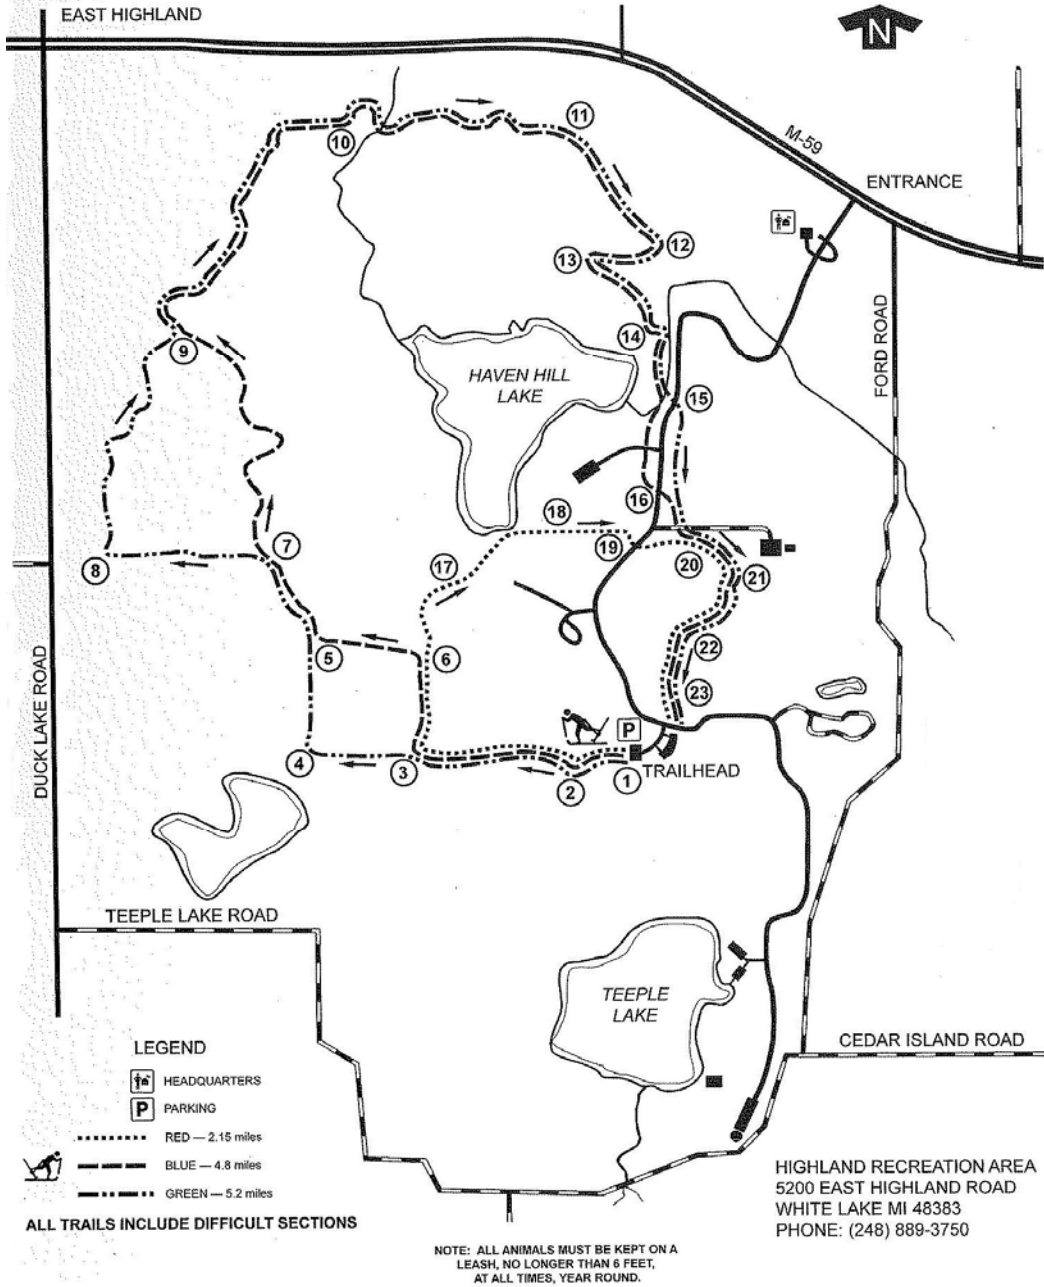 EAST HIGHLAND
N
M-59
ENTRANCE
10
11
12
13
14
15
FORD ROAD
HAVEN HILL
LAKE
9
16
18
19
20
21
7
8
17
5
6
22
23
DUCK LAKE ROAD
P
4
3
2
1
TRAILHEAD
TEEPLE LAKE ROAD
TEEPLE
LAKE
CEDAR ISLAND ROAD
LEGEND
HEADQUARTERS
P PARKING
RED — 2.15 miles
BLUE — 4.8 miles
GREEN — 5.2 miles
ALL TRAILS INCLUDE DIFFICULT SECTIONS
HIGHLAND RECREATION AREA
5200 EAST HIGHLAND ROAD
WHITE LAKE MI 48383
PHONE: (248) 889-3750
NOTE: ALL ANIMALS MUST BE KEPT ON A
LEASH, NO LONGER THAN 6 FEET,
AT ALL TIMES, YEAR ROUND.